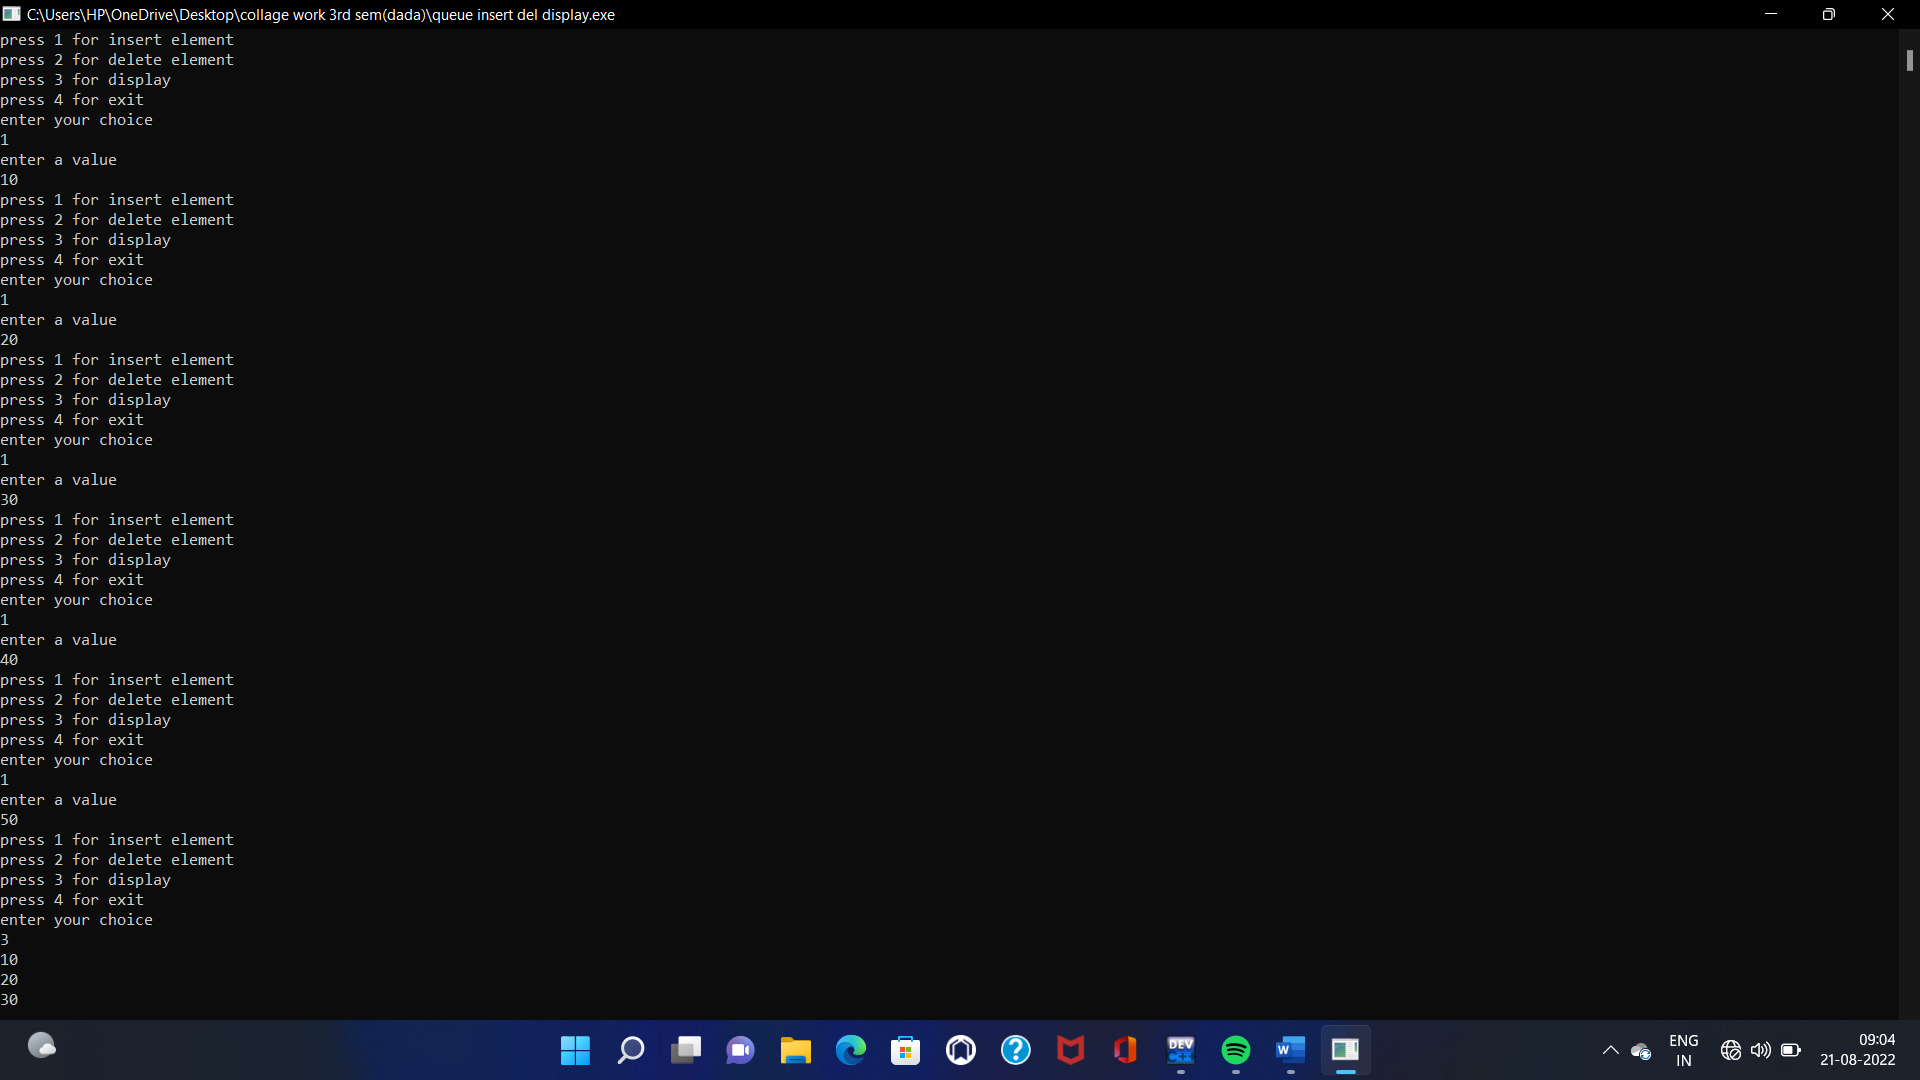 C:\Users\HP\OneDrive\Desktop\collage work 3rd sem(dada)\queue insert del display.exe
press 1 for insert element
press 2 for delete element
press 3 for display
press 4 for exit
enter your choice
1
enter a value
10
press 1 for insert element
press 2 for delete element
press 3 for display
press 4 for exit
enter your choice
1
enter a value
20
press 1 for insert element
press 2 for delete element
press 3 for display
press 4 for exit
enter your choice
1
enter a value
30
press 1 for insert element
press 2 for delete element
press 3 for display
press 4 for exit
enter your choice
1
enter a value
40
press 1 for insert element
press 2 for delete element
press 3 for display
press 4 for exit
enter your choice
1
enter a value
50
press 1 for insert element
press 2 for delete element
press 3 for display
press 4 for exit
enter your choice
3
10
20
30
DEV
C++
W
ENG
IN
09:04
21-08-2022